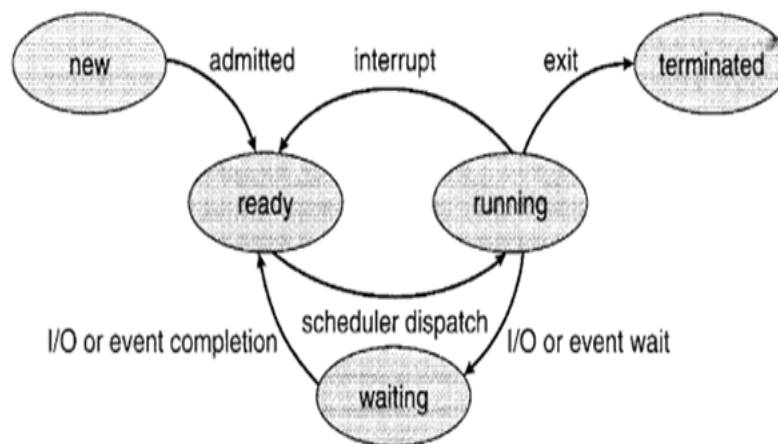 new
admitted
interrupt
exit
terminated
ready
running
scheduler dispatch
I/O or event completion
I/O or event wait
waiting